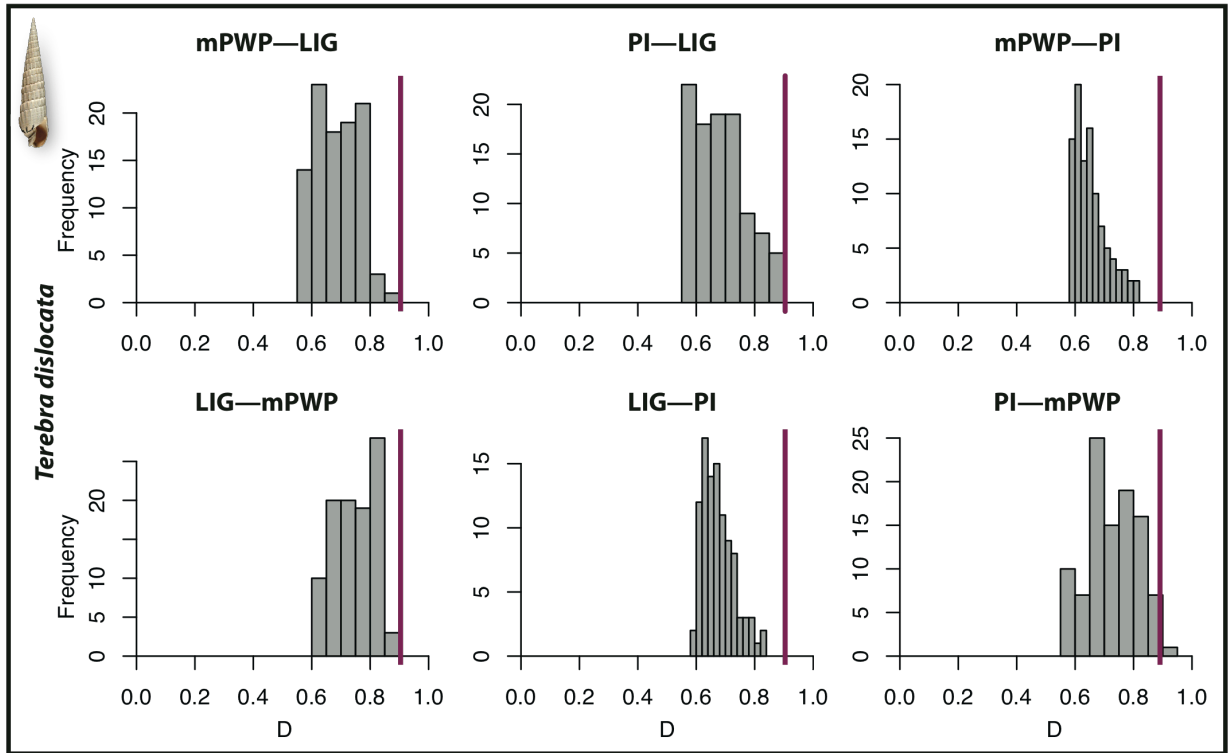 mPWP—LIG
PI—LIG
mPWP—PI
Terebra dislocata
Frequency
0 5 10 15 20
0.0 0.2 0.4 0.6 0.8 1.0
0 5 10 15 20
0.0 0.2 0.4 0.6 0.8 1.0
0 5 10 15 20
0.0 0.2 0.4 0.6 0.8 1.0
LIG—mPWP
LIG—PI
PI—mPWP
Frequency
0 5 10 20
0.0 0.2 0.4 0.6 0.8 1.0
D
0 5 10 15
0.0 0.2 0.4 0.6 0.8 1.0
D
0 5 10 15 20 25
0.0 0.2 0.4 0.6 0.8 1.0
D